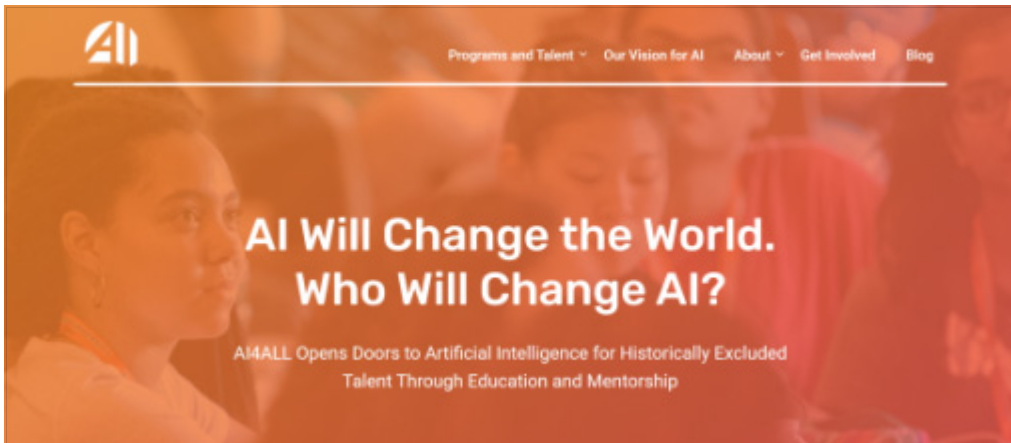 AI
Programs and Talent
Our Vision for AI
About
Get Involved
Blog
AI Will Change the World.
Who Will Change AI?
AI4ALL Opens Doors to Artificial Intelligence for Historically Excluded
Talent Through Education and Mentorship